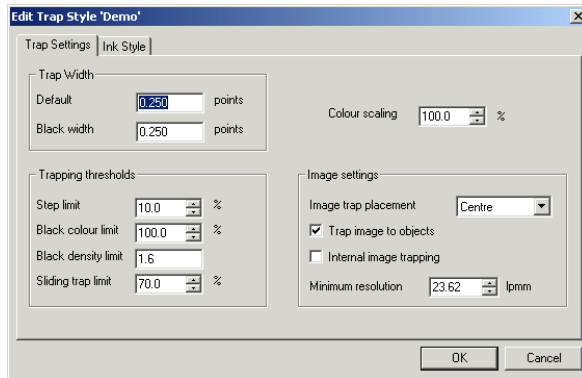 Edit Trap Style 'Demo'
Trap Settings Ink Style
Trap Width
Default 0.250 points
Black width 0.250 points
Colour scaling 100.0 %
Trapping thresholds
Step limit 10.0 %
Black colour limit 100.0 %
Black density limit 1.6
Sliding trap limit 70.0 %
Image settings
Image trap placement Centre
Trap image to objects
Internal image trapping
Minimum resolution 23.62 lpmm
OK Cancel